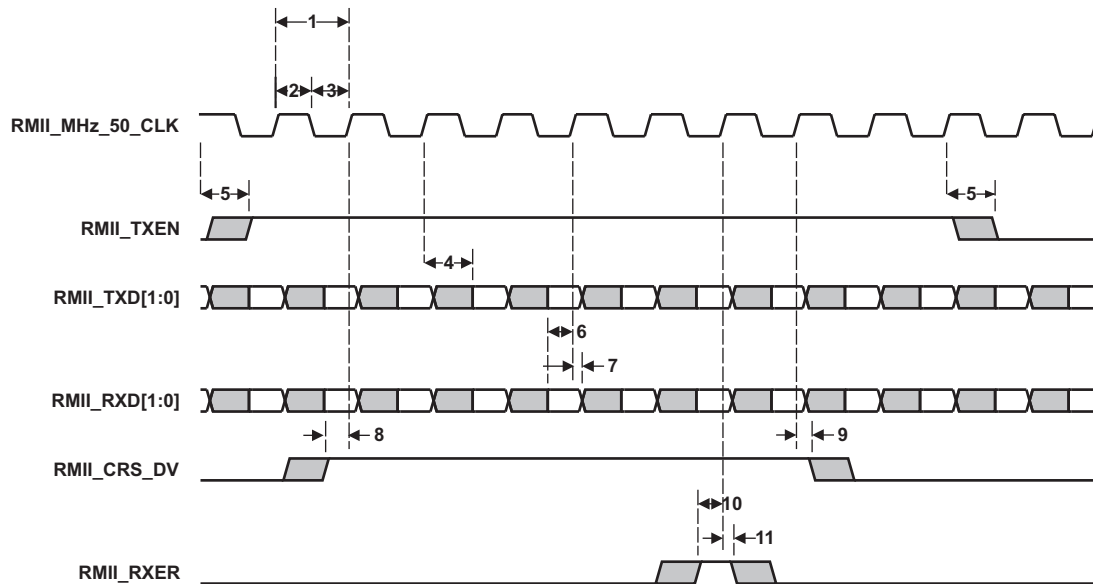 1
2 3
RMII_MHz_50_CLK
5 5
RMII_TXEN
4
RMII_TXD[1:0]
6
7
RMII_RXD[1:0]
8 9
RMII_CRS_DV
10
11
RMII_RXER